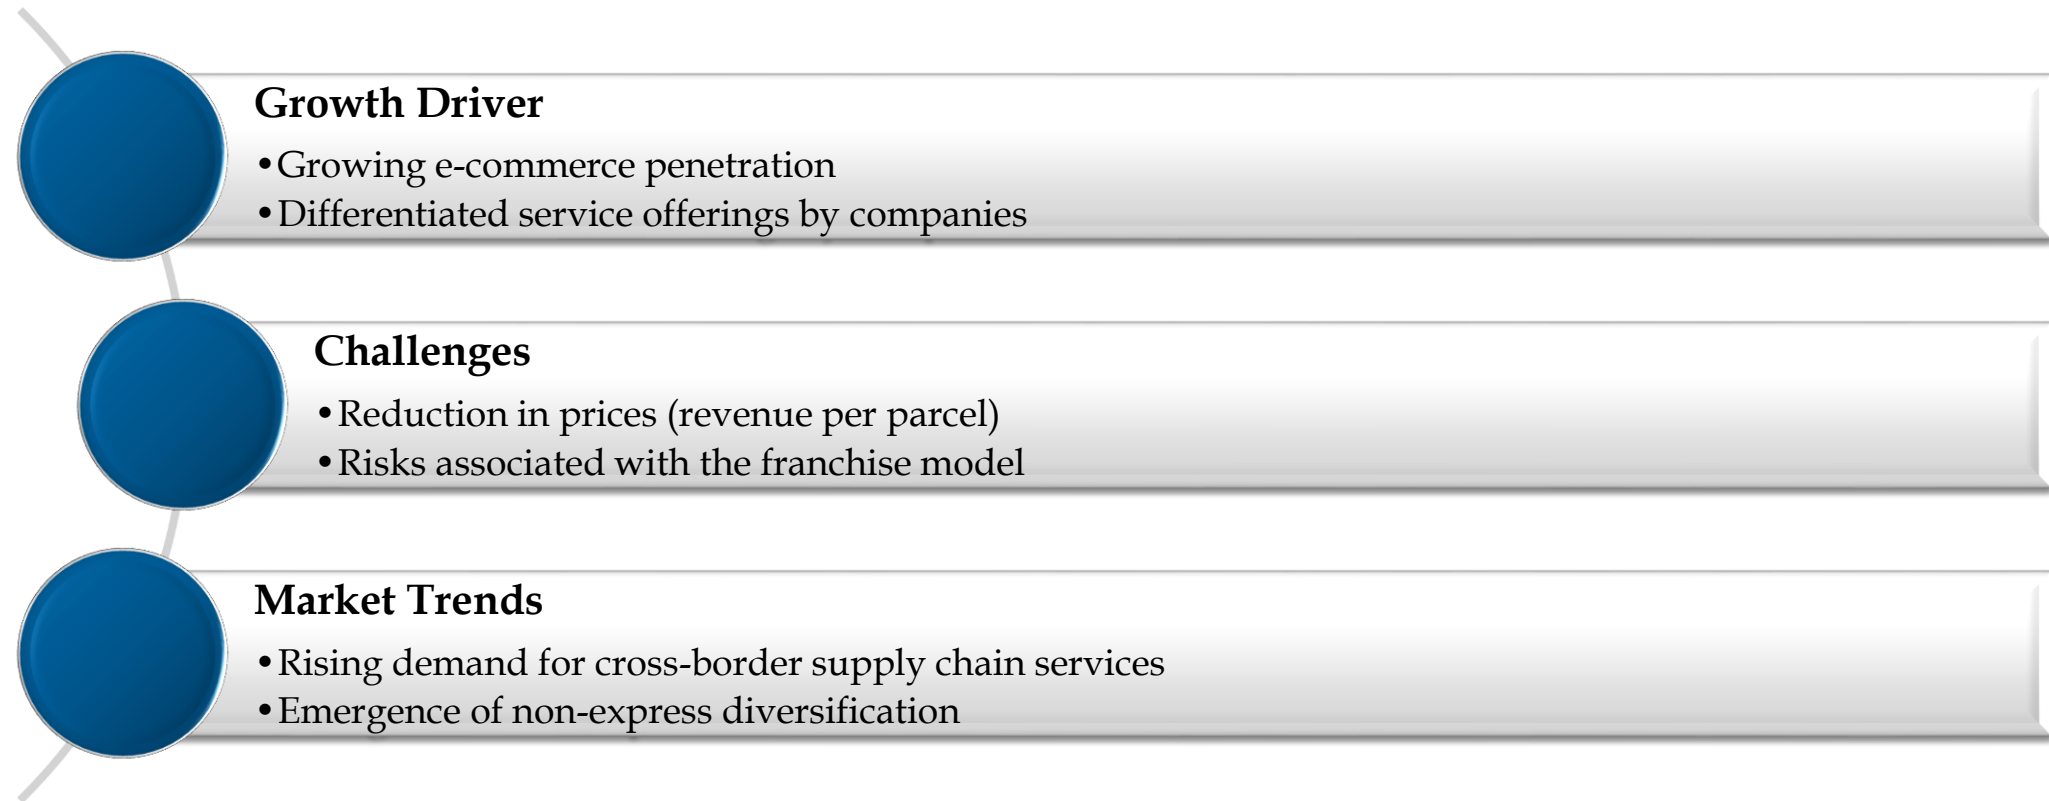 Growth Driver
•Growing e-commerce penetration
•Differentiated service offerings by companies
Challenges
•Reduction in prices (revenue per parcel)
•Risks associated with the franchise model
Market Trends
•Rising demand for cross-border supply chain services
•Emergence of non-express diversification